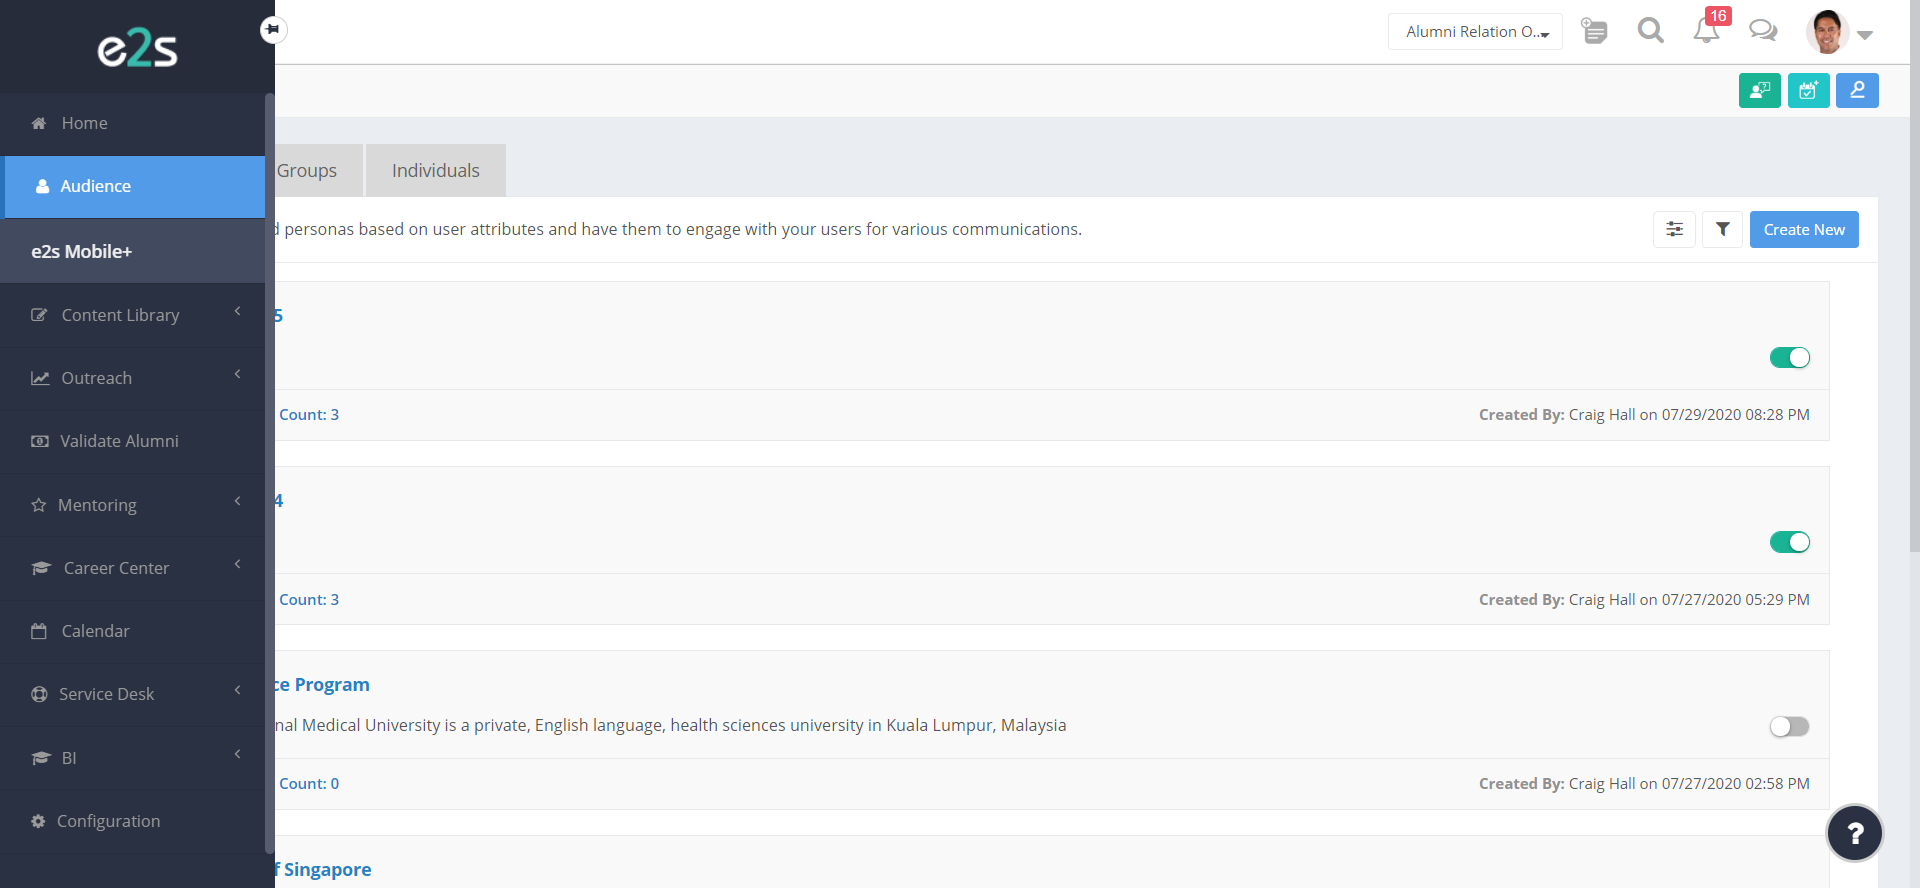 e2s
Alumni Relation O...
16
Home
Audience
e2s Mobile+
Content Library
Outreach
Validate Alumni
Mentoring
Career Center
Calendar
Service Desk
BI
Configuration
Groups
Individuals
personas based on user attributes and have them to engage with your users for various communications.
Create New
5
Count: 3
Created By: Craig Hall on 07/29/2020 08:28 PM
4
Count: 3
Created By: Craig Hall on 07/27/2020 05:29 PM
ce Program
nal Medical University is a private, English language, health sciences university in Kuala Lumpur, Malaysia
Count: 0
Created By: Craig Hall on 07/27/2020 02:58 PM
f Singapore
?